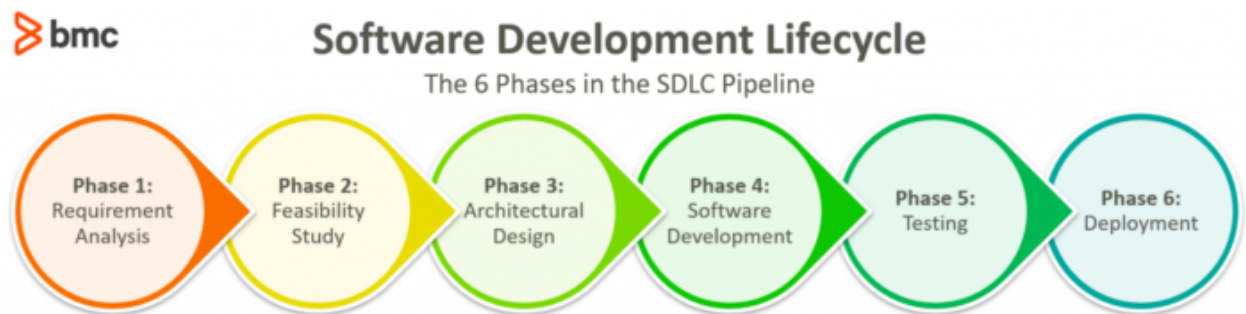 bmc
Software Development Lifecycle
The 6 Phases in the SDLC Pipeline
Phase 1:
Requirement
Analysis
Phase 2:
Feasibility
Study
Phase 3:
Architectural
Design
Phase 4:
Software
Development
Phase 5:
Testing
Phase 6:
Deployment